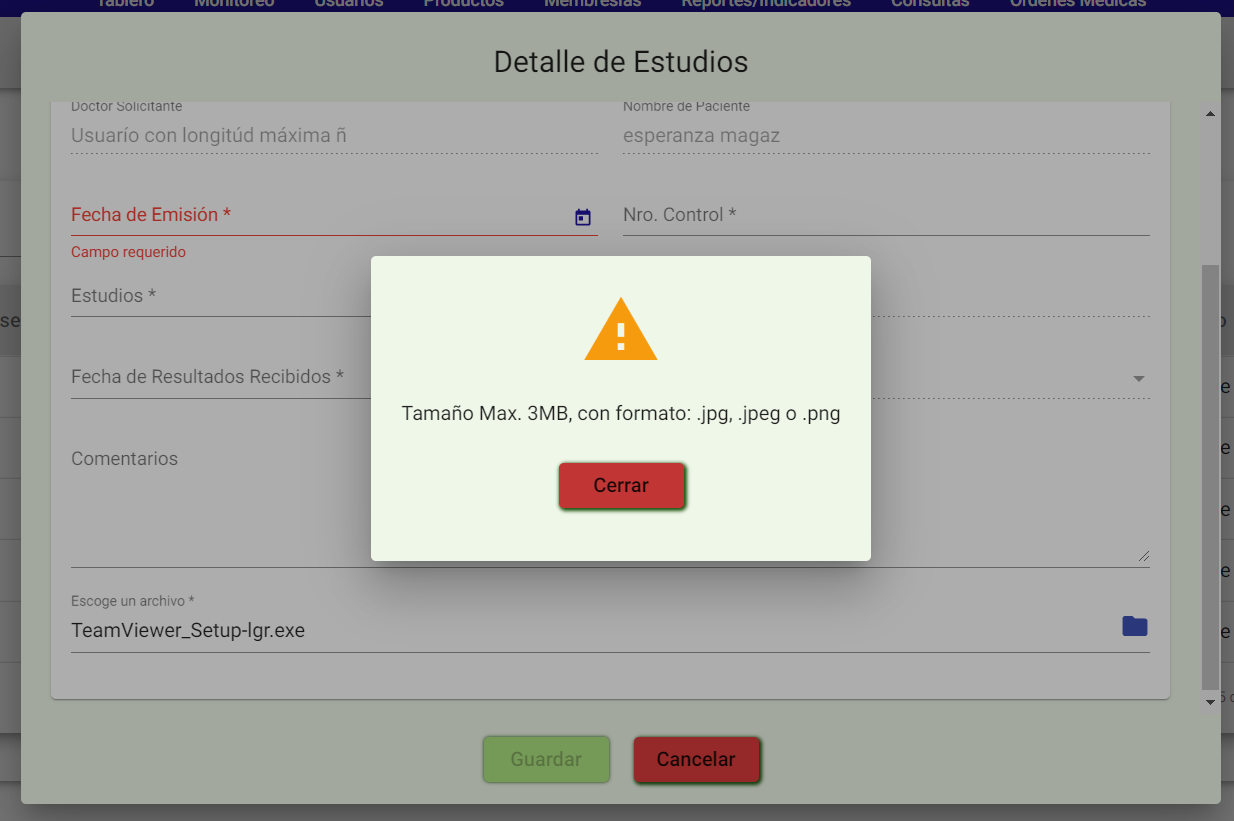 Tablero Monitoreo Usuarios Productos Membresías Reportes/Indicadores Consultas Ordenes Médicas
Detalle de Estudios
Doctor Solicitante Nombre de Paciente
Usuarío con longitúd máxima ñ esperanza magaz
Fecha de Emisión * Nro. Control *
Campo requerido
Estudios *
Fecha de Resultados Recibidos *
Tamaño Max. 3MB, con formato: .jpg, .jpeg o .png
Comentarios
Cerrar
Escoge un archivo *
TeamViewer_Setup-lgr.exe
Guardar Cancelar